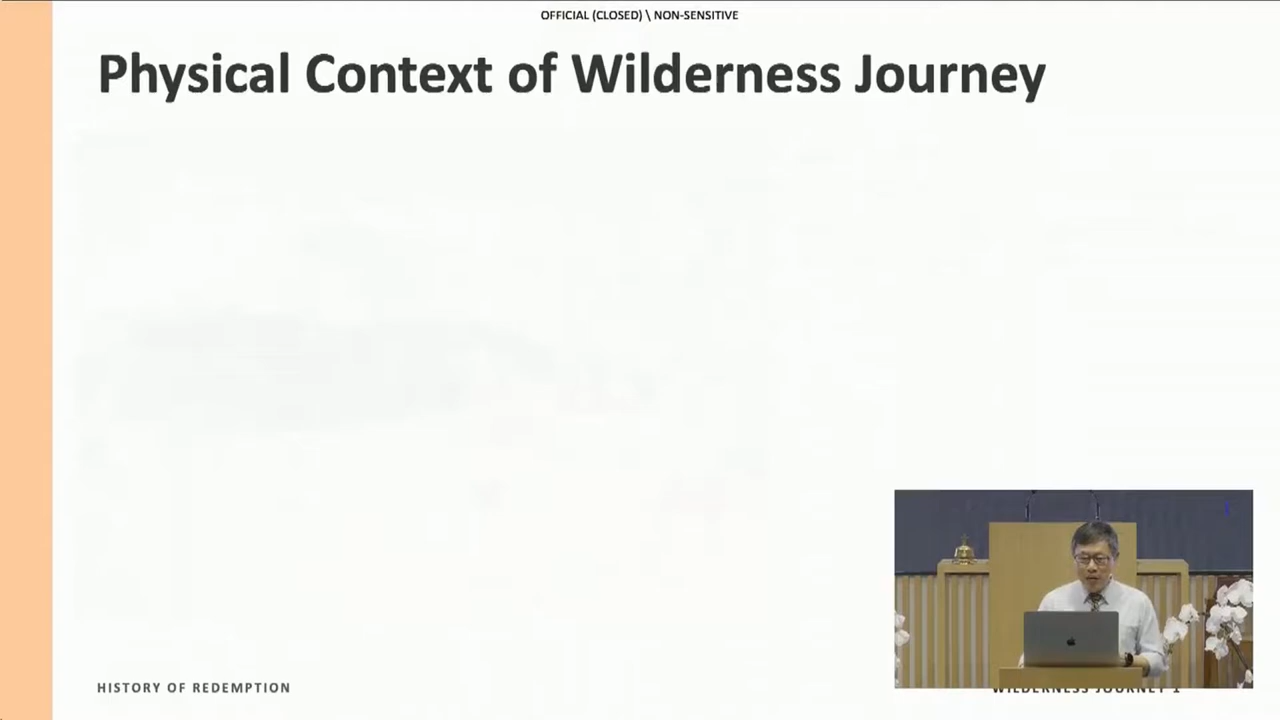 OFFICIAL (CLOSED) \ NON-SENSITIVE
Physical Context of Wilderness Journey
HISTORY OF REDEMPTION
WILDERNESS JOURNEY 1